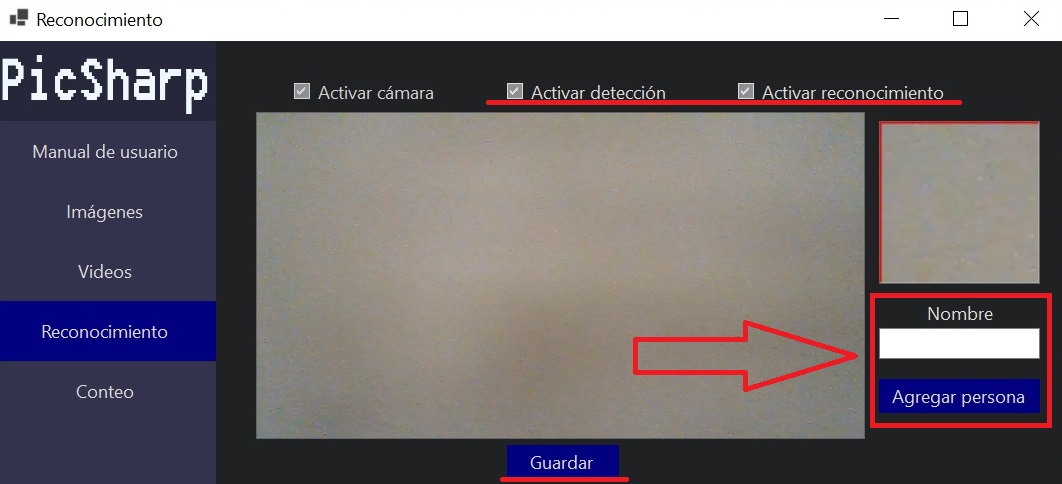 Reconocimiento
PicSharp
Manual de usuario
Imágenes
Videos
Reconocimiento
Conteo
Activar cámara
Activar detección
Activar reconocimiento
Nombre
Agregar persona
Guardar